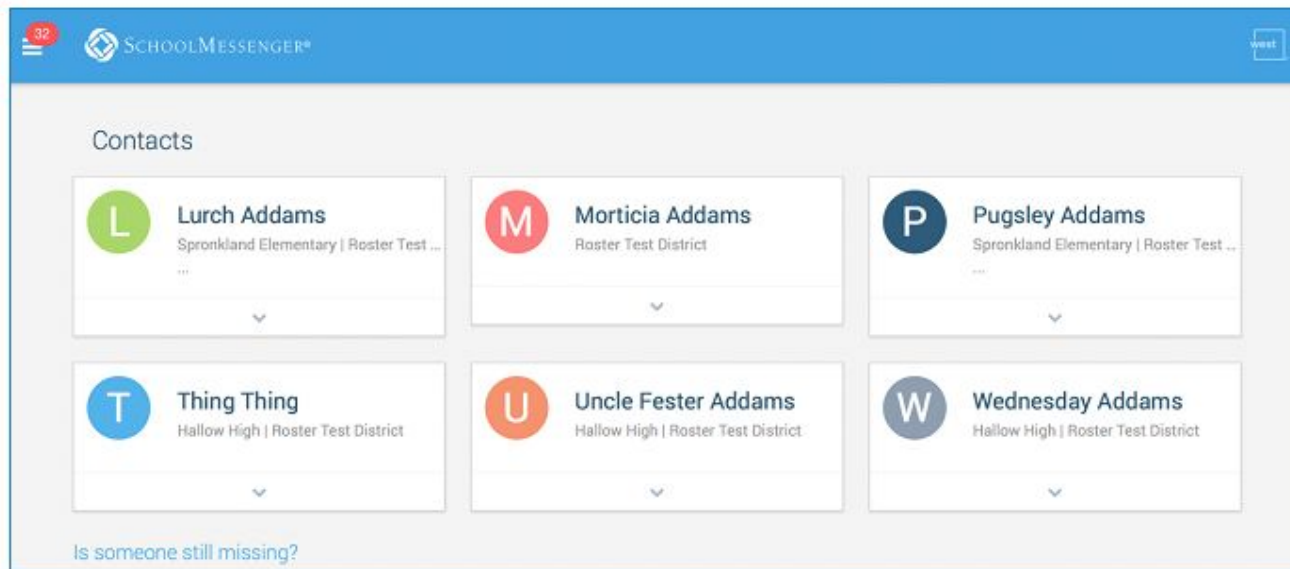 32
SCHOOLMESSENGER®
west
Contacts
L
Lurch Addams
Spronkland Elementary | Roster Test ...
...
M
Morticia Addams
Roster Test District
P
Pugsley Addams
Spronkland Elementary | Roster Test ..
...
T
Thing Thing
Hallow High | Roster Test District
U
Uncle Fester Addams
Hallow High | Roster Test District
W
Wednesday Addams
Hallow High | Roster Test District
Is someone still missing?